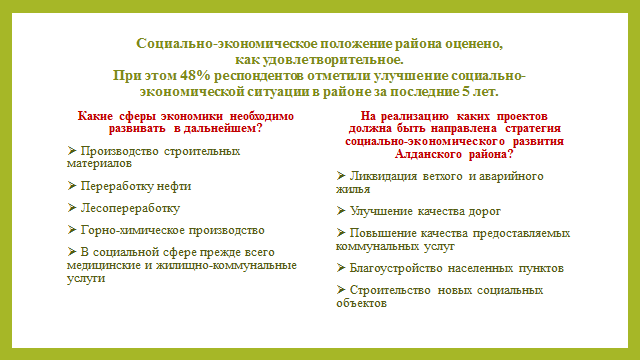 Социально-экономическое положение района оценено,
как удовлетворительное.
При этом 48% респондентов отметили улучшение социально-
экономической ситуации в районе за последние 5 лет.
Какие сферы экономики необходимо
развивать в дальнейшем?
➢ Производство строительных
материалов
➢ Переработку нефти
➢ Лесопереработку
➢ Горно-химическое производство
➢ В социальной сфере прежде всего
медицинские и жилищно-коммунальные
услуги
На реализацию каких проектов
должна быть направлена стратегия
социально-экономического развития
Алданского района?
➢ Ликвидация ветхого и аварийного
жилья
➢ Улучшение качества дорог
➢ Повышение качества предоставляемых
коммунальных услуг
➢ Благоустройство населенных пунктов
➢ Строительство новых социальных
объектов